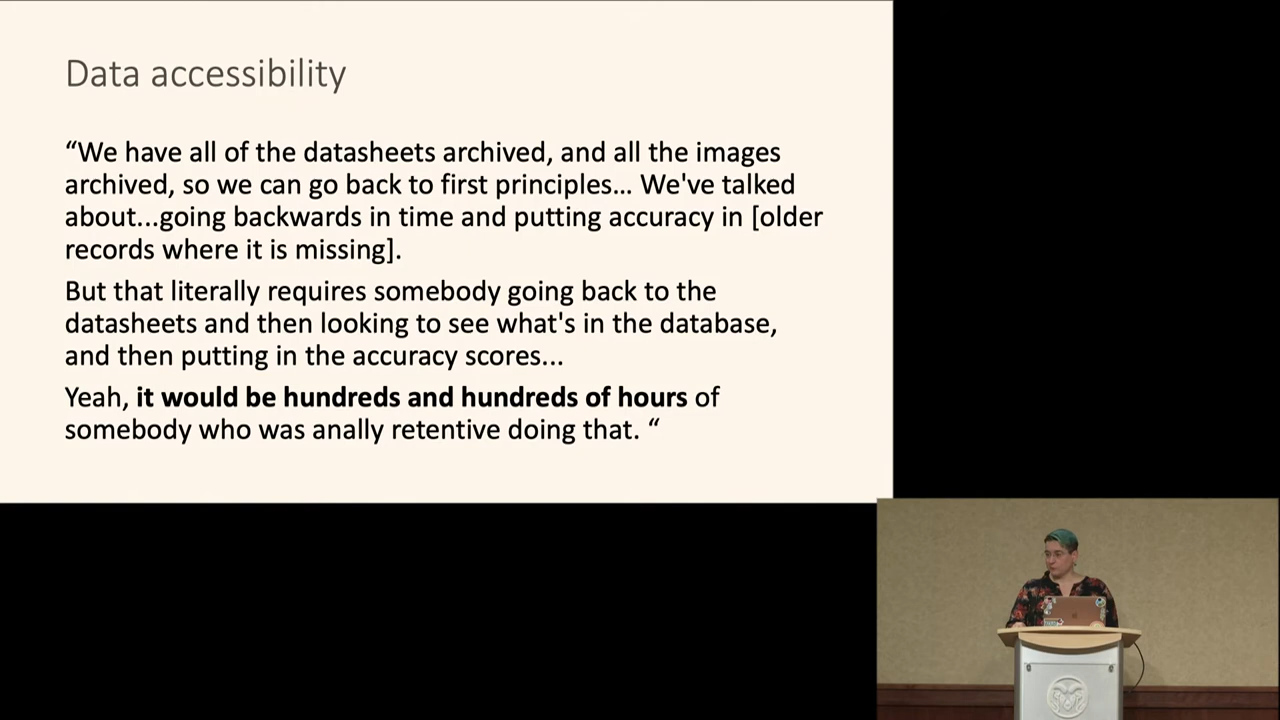 Data accessibility
“We have all of the datasheets archived, and all the images
archived, so we can go back to first principles... We've talked
about...going backwards in time and putting accuracy in [older
records where it is missing].
But that literally requires somebody going back to the
datasheets and then looking to see what's in the database,
and then putting in the accuracy scores...
Yeah, it would be hundreds and hundreds of hours of
somebody who was anally retentive doing that. “